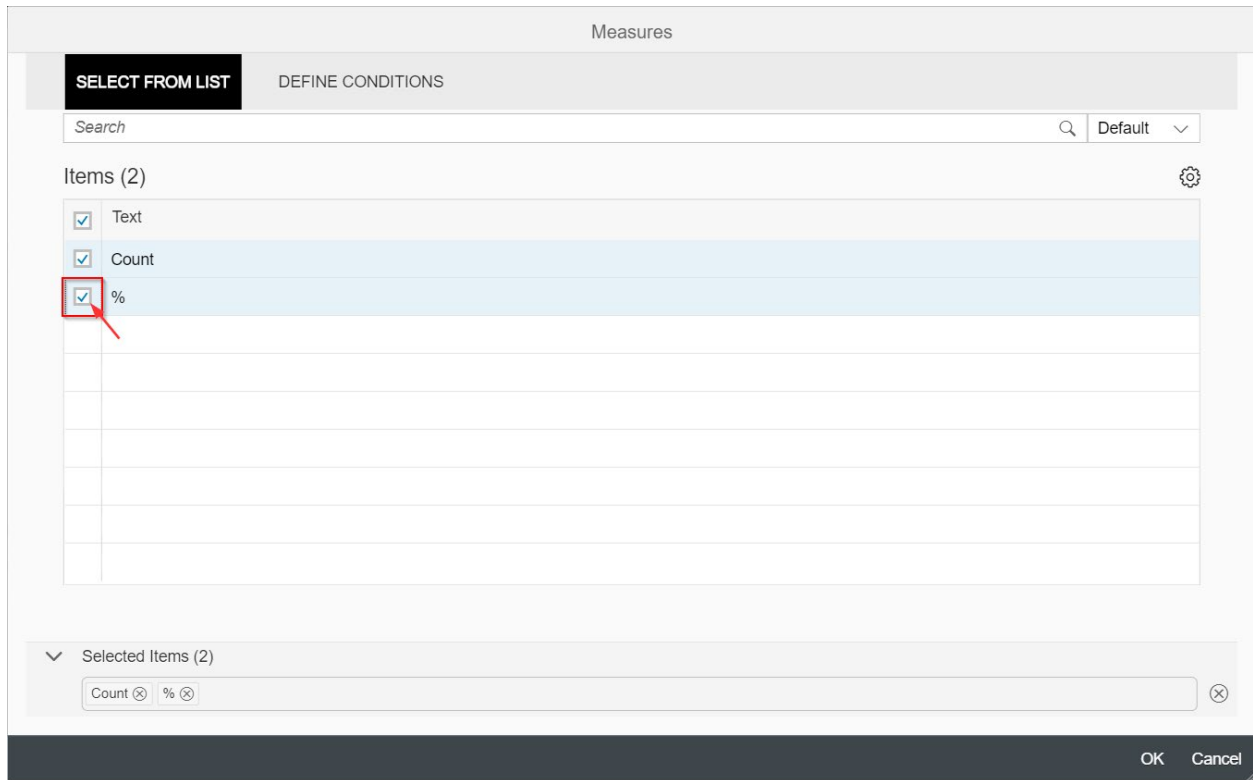 Measures
SELECT FROM LIST DEFINE CONDITIONS
Search Default
Items (2)
Text
Count
%
Selected Items (2)
Count %
OK Cancel